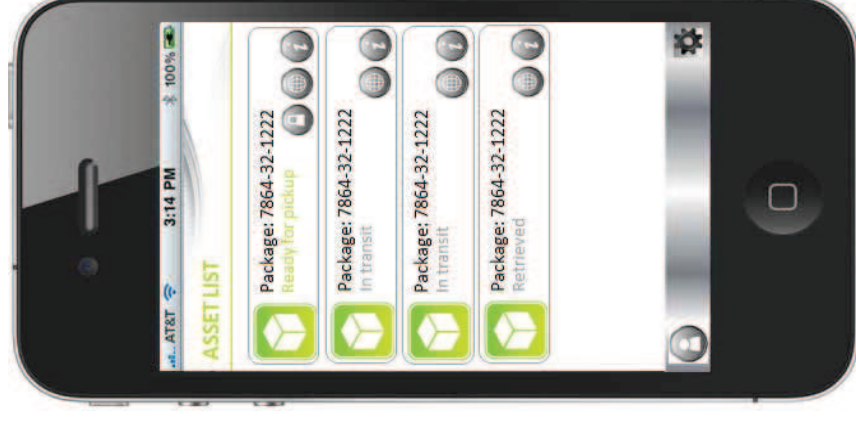 AT&T 3:14 PM 100%
ASSET LIST
Package: 7864-32-1222
Ready for pickup
Package: 7864-32-1222
In transit
Package: 7864-32-1222
In transit
Package: 7864-32-1222
Retrieved